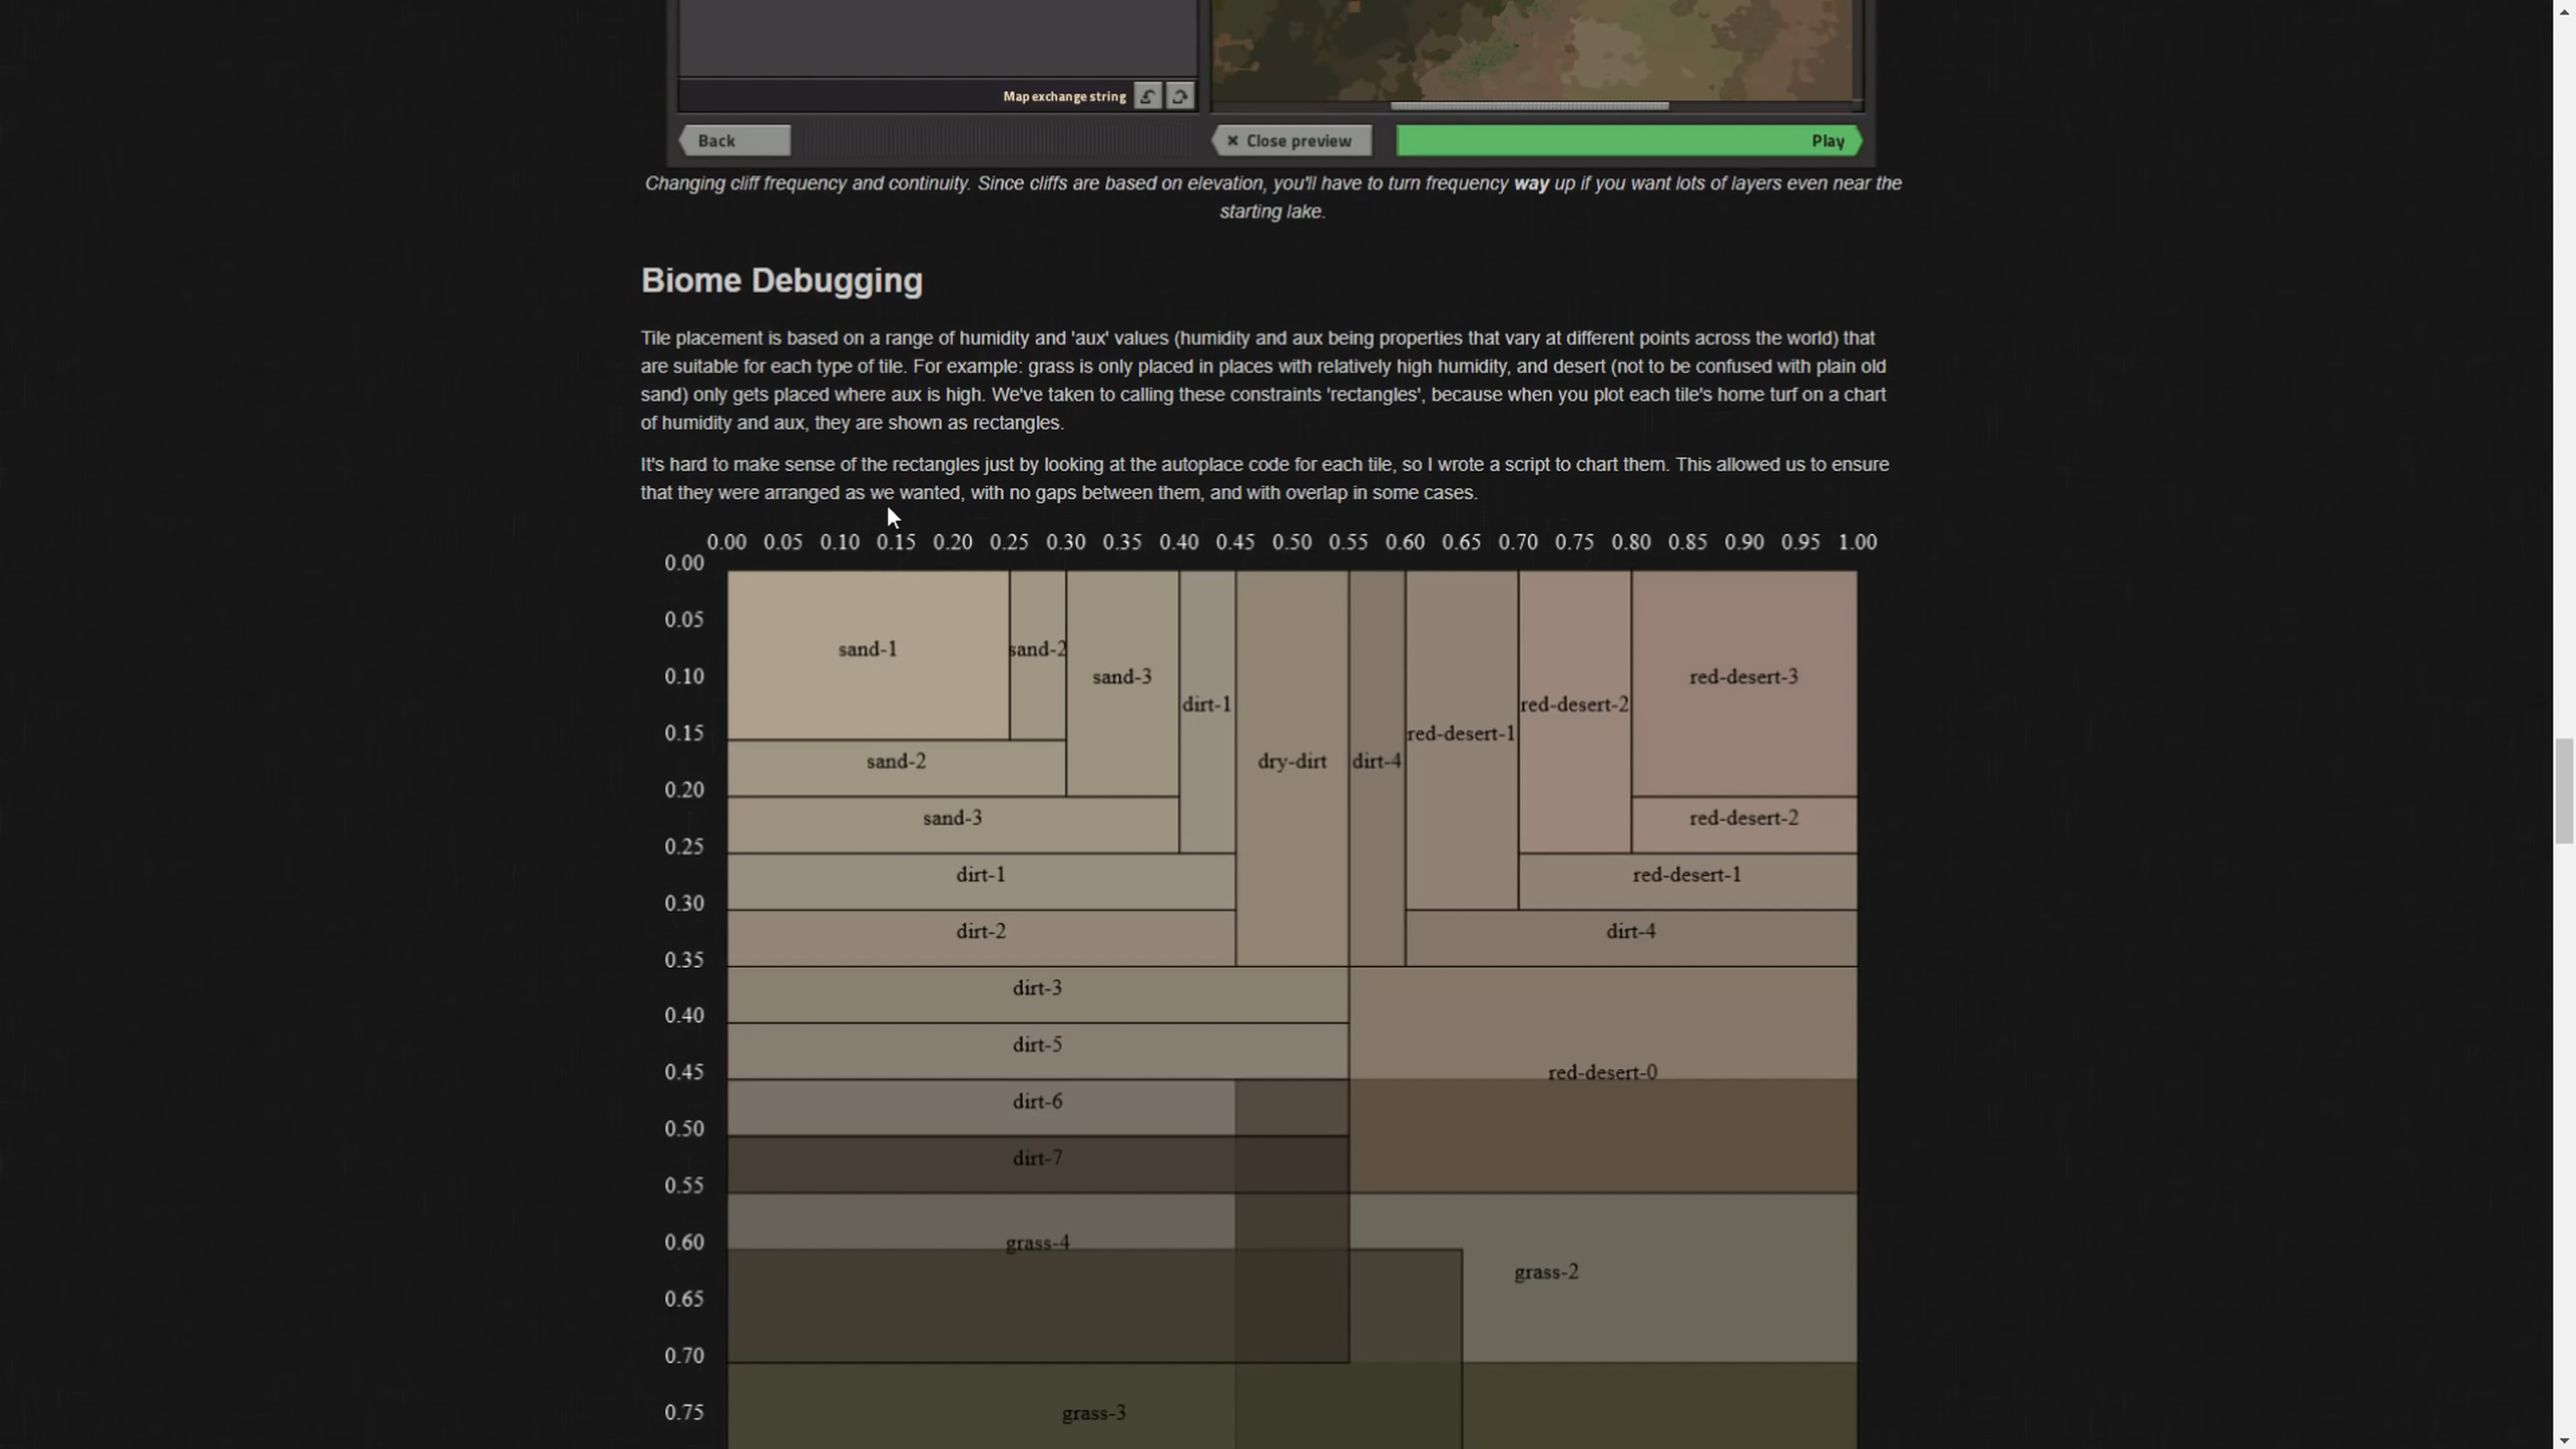 Map exchange string
Back
× Close preview
Play
Changing cliff frequency and continuity. Since cliffs are based on elevation, you'll have to turn frequency way up if you want lots of layers even near the
starting lake.
Biome Debugging
Tile placement is based on a range of humidity and 'aux' values (humidity and aux being properties that vary at different points across the world) that
are suitable for each type of tile. For example: grass is only placed in places with relatively high humidity, and desert (not to be confused with plain old
sand) only gets placed where aux is high. We've taken to calling these constraints 'rectangles', because when you plot each tile's home turf on a chart
of humidity and aux, they are shown as rectangles.
It's hard to make sense of the rectangles just by looking at the autoplace code for each tile, so I wrote a script to chart them. This allowed us to ensure
that they were arranged as we wanted, with no gaps between them, and with overlap in some cases.
0.00 0.05 0.10 0.15 0.20 0.25 0.30 0.35 0.40 0.45 0.50 0.55 0.60 0.65 0.70 0.75 0.80 0.85 0.90 0.95 1.00
0.00
0.05
sand-1 sand-2
0.10 sand-3 red-desert-3
dirt-1 red-desert-2
0.15 red-desert-1
sand-2 dry-dirt dirt-4
0.20
sand-3 red-desert-2
0.25
dirt-1 red-desert-1
0.30
dirt-2 dirt-4
0.35
dirt-3
0.40
dirt-5
0.45 red-desert-0
dirt-6
0.50
dirt-7
0.55
0.60 grass-4
grass-2
0.65
0.70
0.75 grass-3